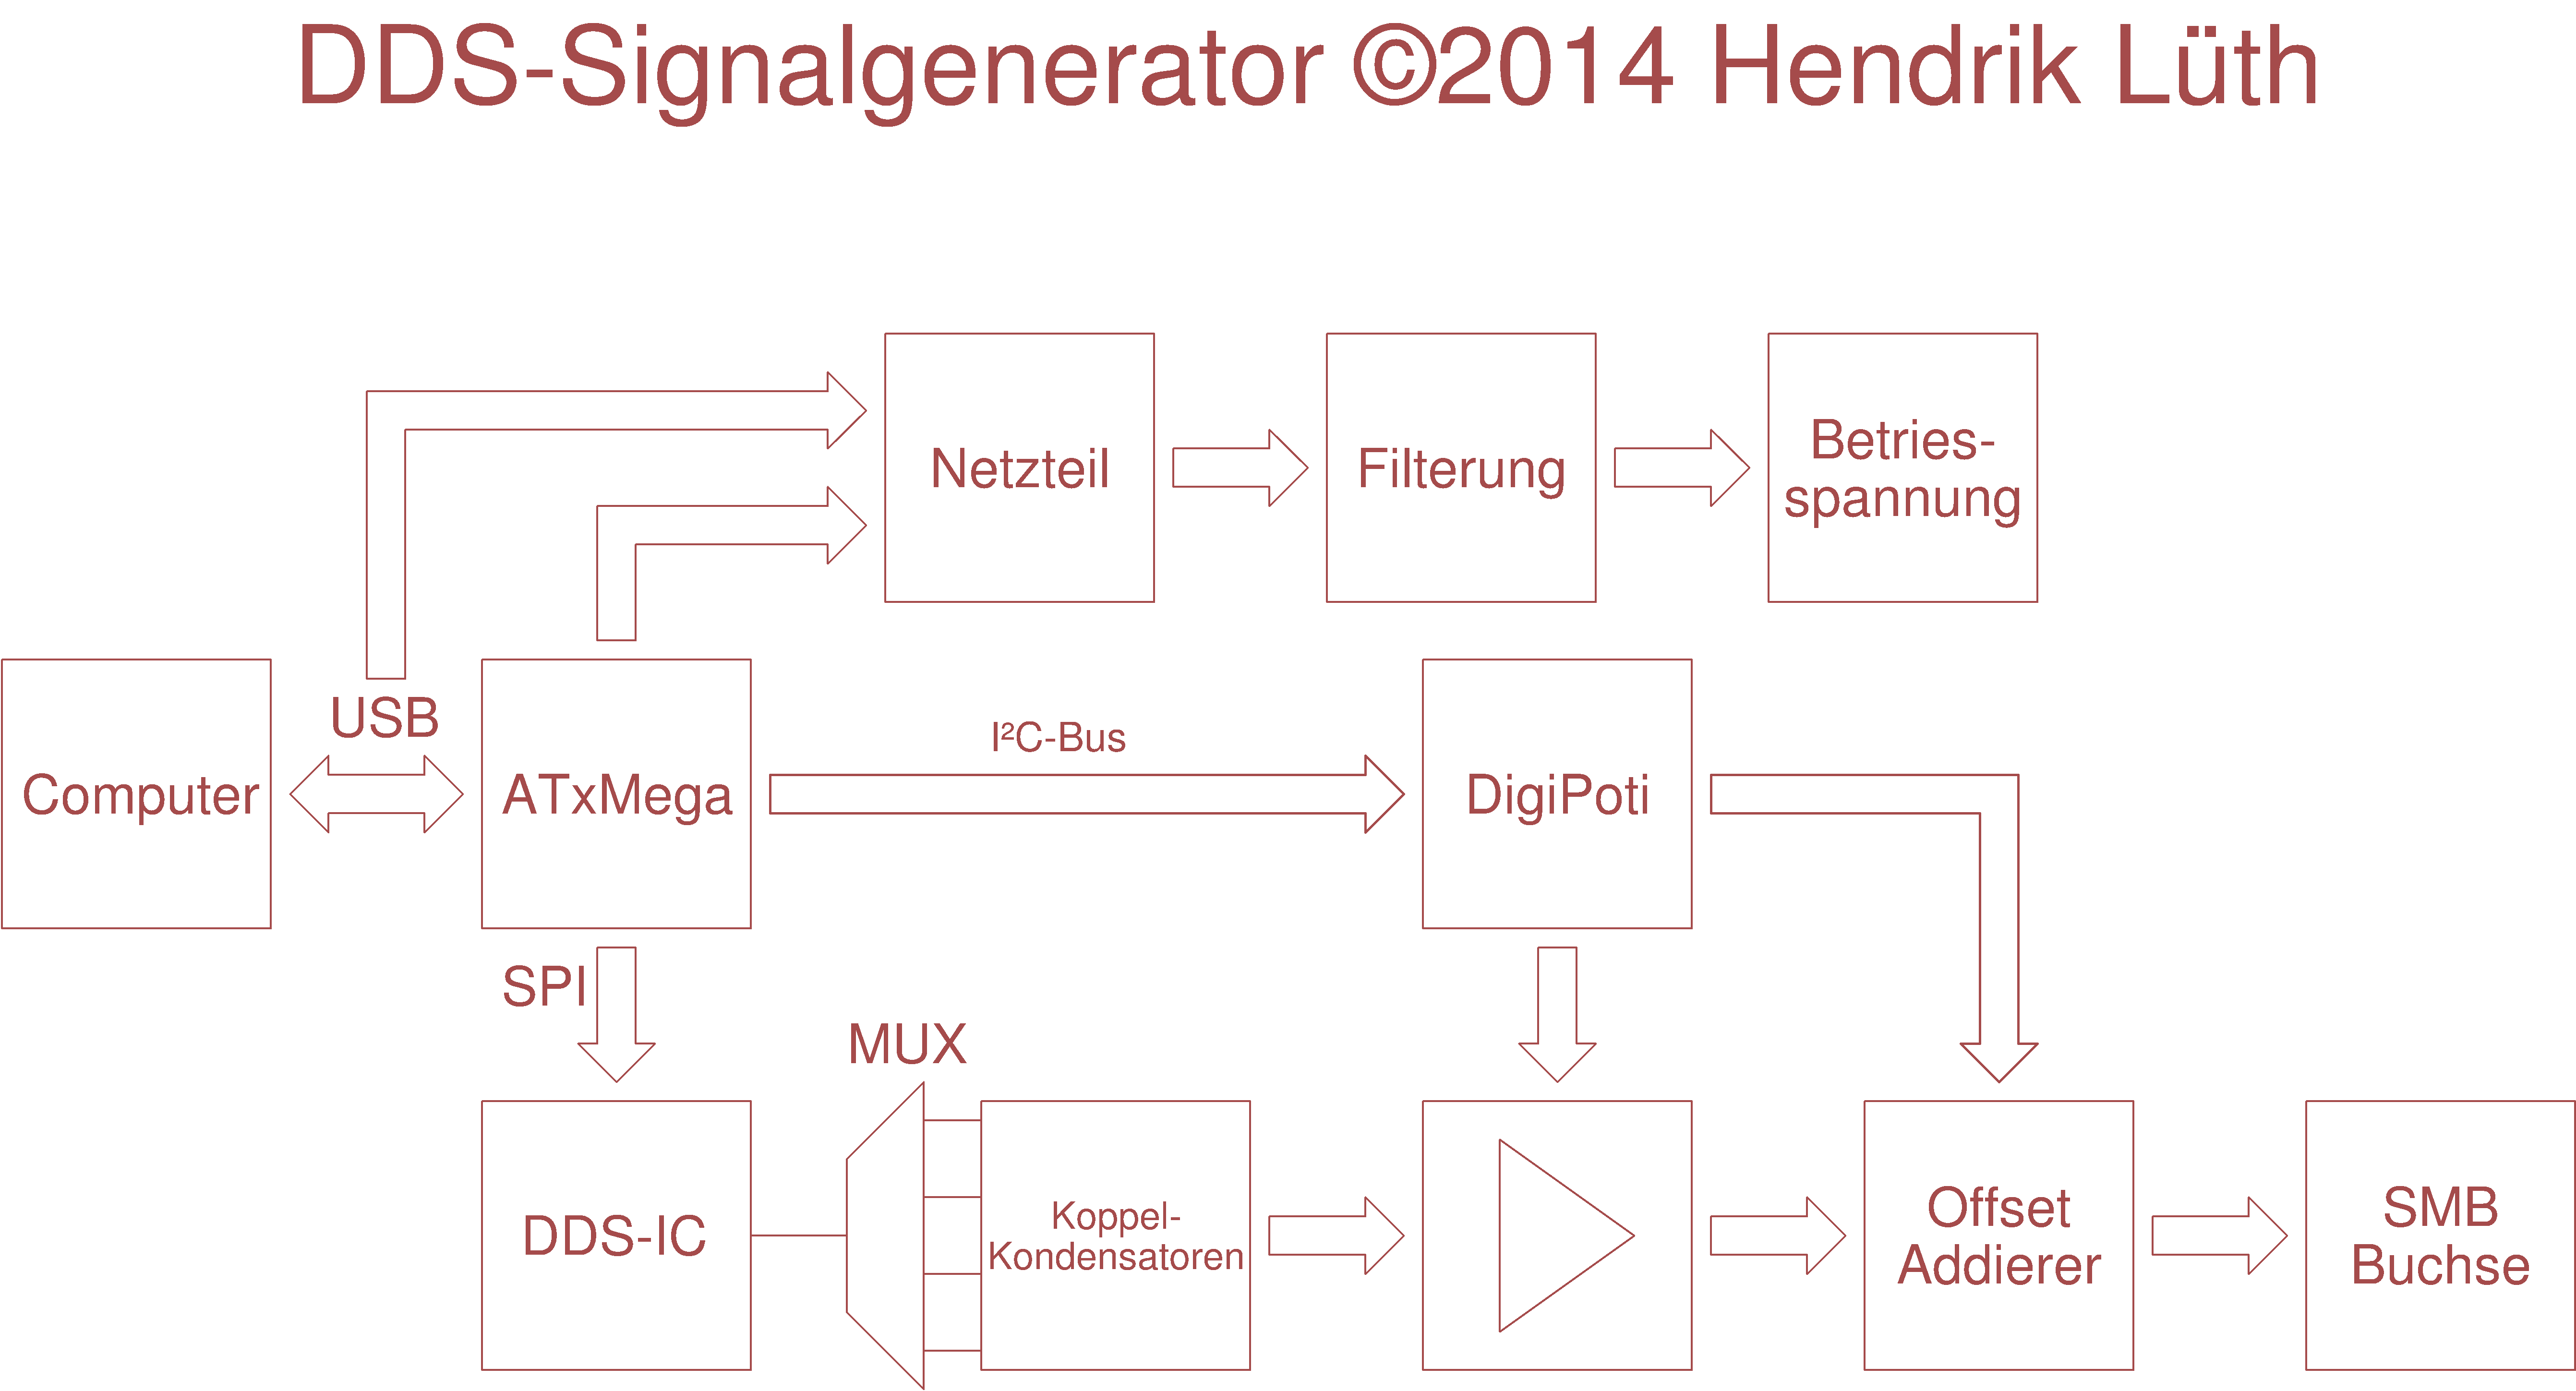 DDS-Signalgenerator ©2014 Hendrik Lüth
Netzteil
Filterung
Betries-
spannung
Computer
USB
ATxMega
I²C-Bus
DigiPoti
SPI
MUX
DDS-IC
Koppel-
Kondensatoren
Offset
Addierer
SMB
Buchse